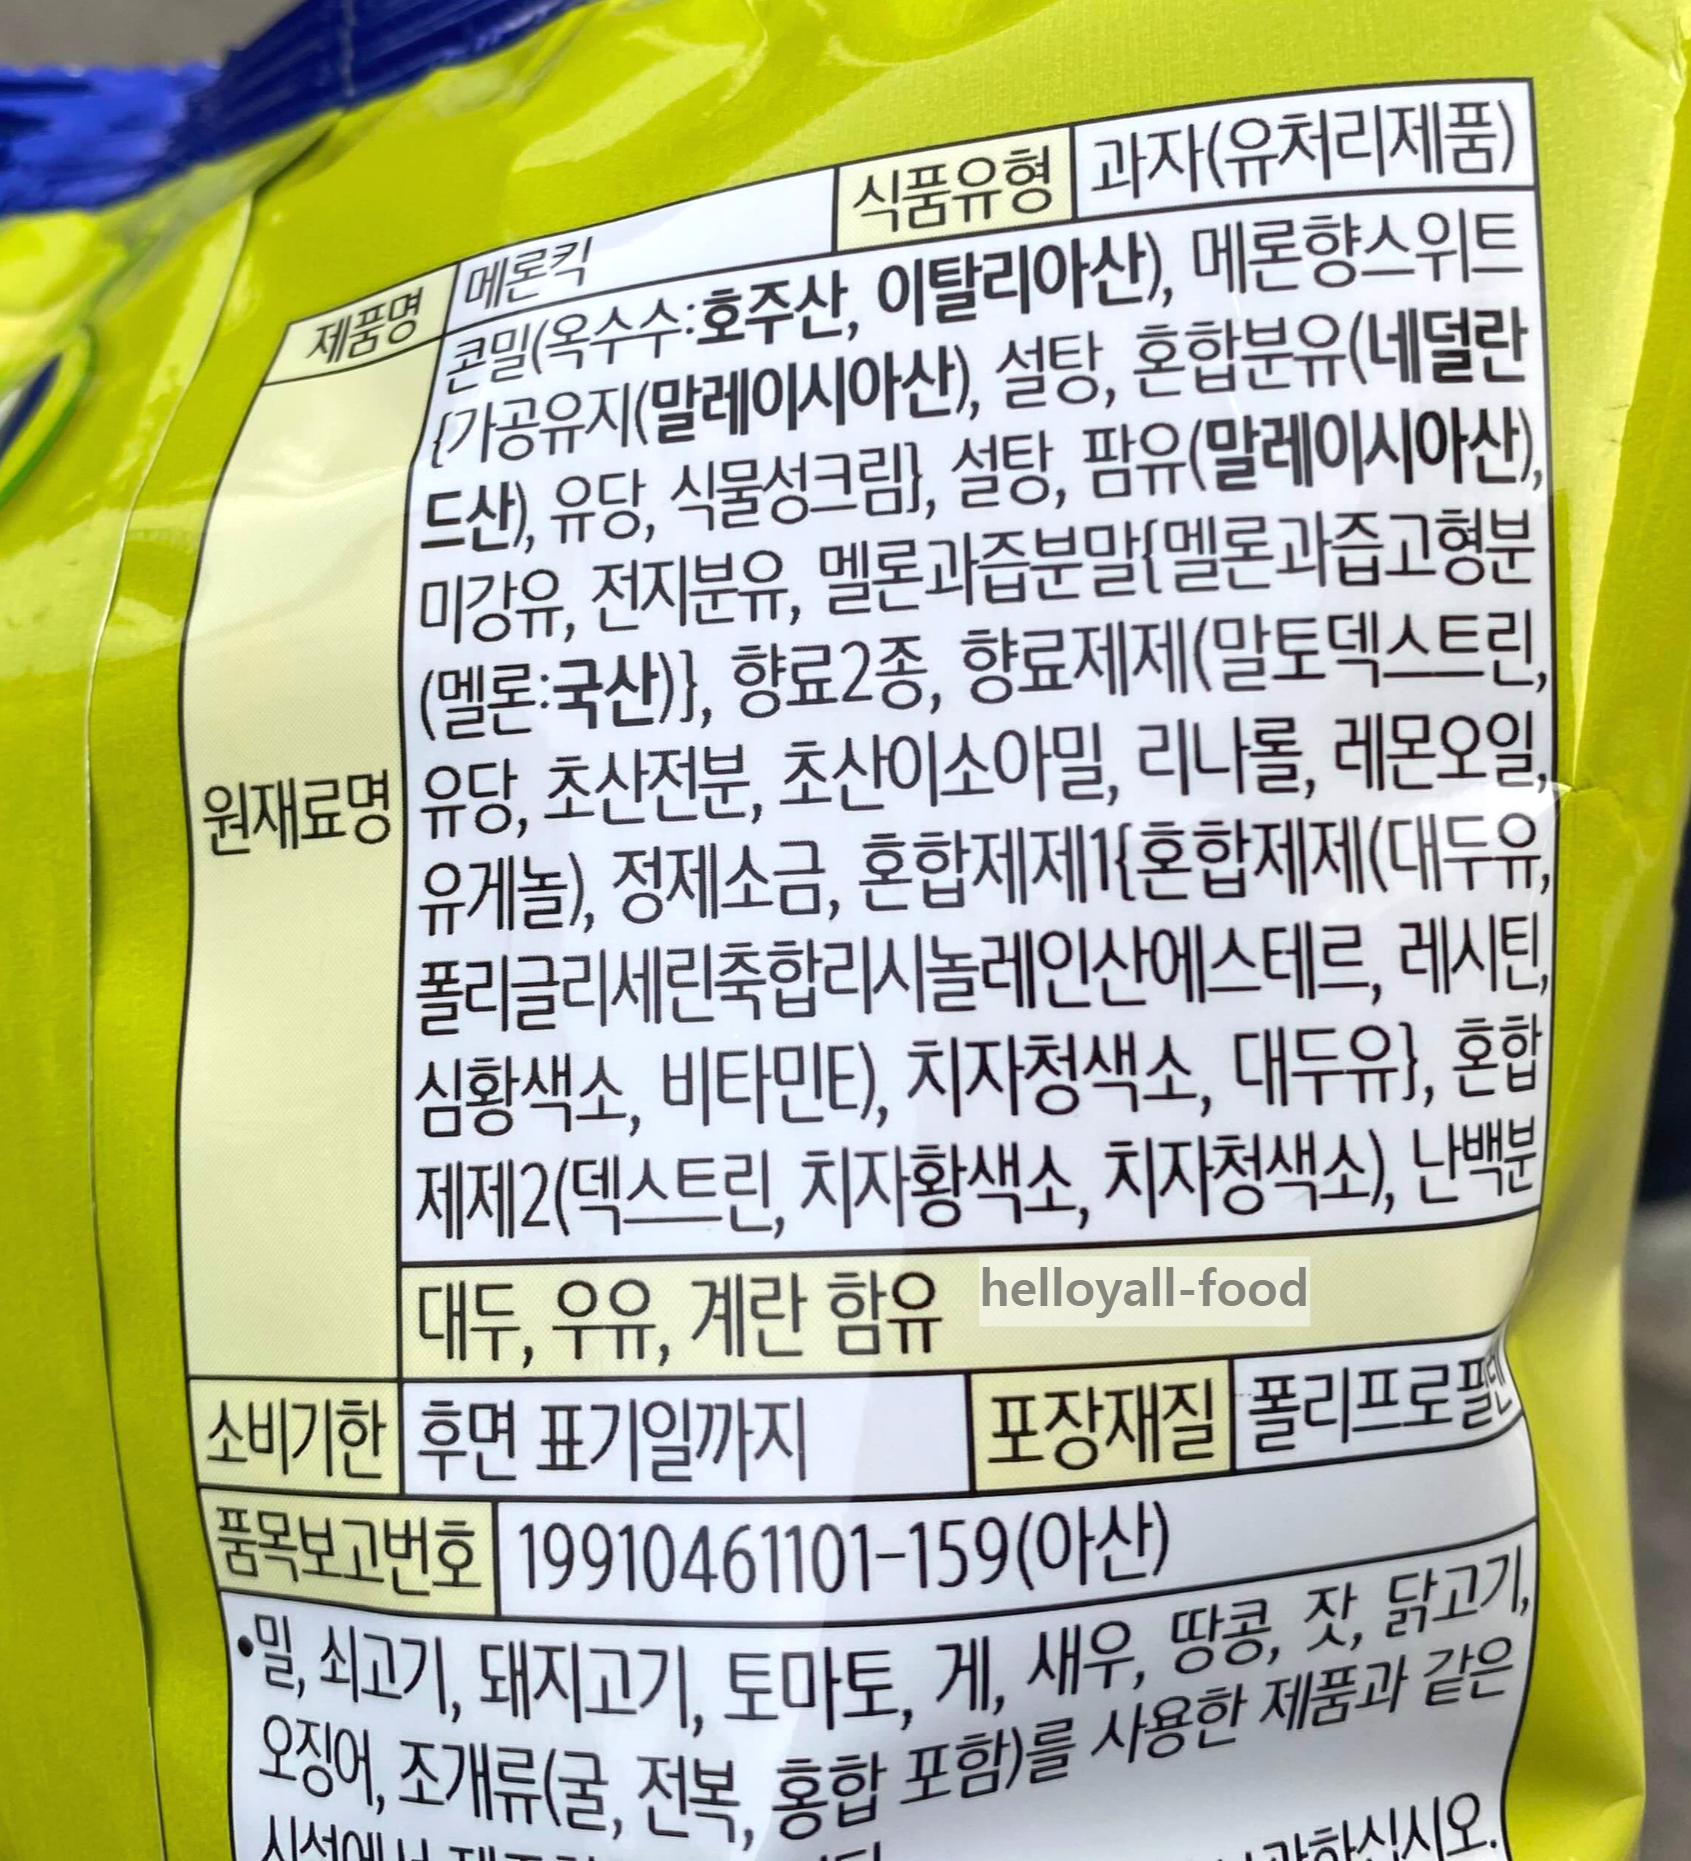 제품명 메론킥 식품유형 과자(유처리제품)
원재료명
콘밀(옥수수:호주산, 이탈리아산), 메론향스위트
{가공유지(말레이시아산), 설탕, 혼합분유(네덜란
드산), 유당, 식물성크림}, 설탕, 팜유(말레이시아산),
미강유, 전지분유, 멜론과즙분말{멜론과즙고형분
(멜론:국산)}, 향료2종, 향료제제(말토덱스트린,
유당, 초산전분, 초산이소아밀, 리나롤, 레몬오일,
유게놀), 정제소금, 혼합제제1{혼합제제(대두유,
폴리글리세린축합리시놀레인산에스테르, 레시틴,
심황색소, 비타민E), 치자청색소, 대두유}, 혼합
제제2(덱스트린, 치자황색소, 치자청색소), 난백분
대두, 우유, 계란 함유
helloyall-food
소비기한 후면 표기일까지 포장재질 폴리프로필렌
품목보고번호 19910461101-159(아산)
•밀, 쇠고기, 돼지고기, 토마토, 게, 새우, 땅콩, 잣, 닭고기,
오징어, 조개류(굴, 전복, 홍합 포함)를 사용한 제품과 같은